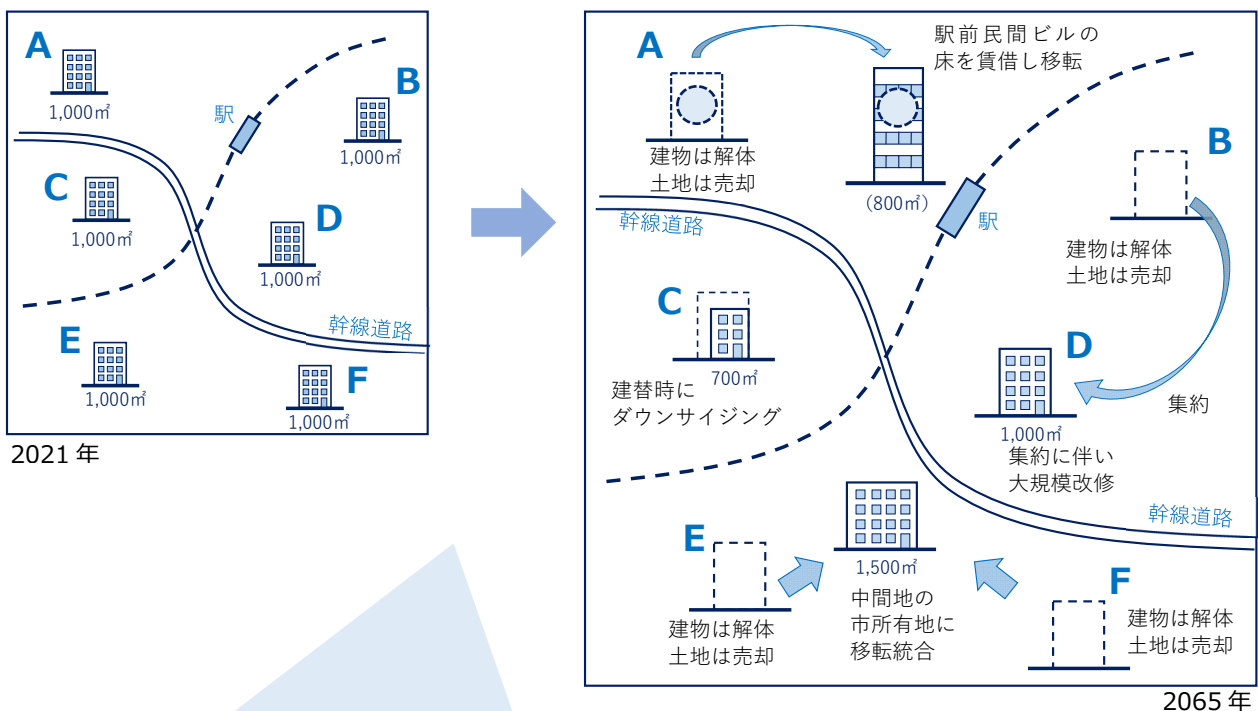 A
1,000㎡
B
1,000㎡
駅
C
1,000㎡
D
1,000㎡
幹線道路
E
1,000㎡
F
1,000㎡
2021 年
A
建物は解体
土地は売却
駅前民間ビルの
床を賃借し移転
(800㎡)
B
建物は解体
土地は売却
幹線道路
駅
C
700㎡
建替時に
ダウンサイジング
D
1,000㎡
集約に伴い
大規模改修
集約
幹線道路
E
建物は解体
土地は売却
1,500㎡
中間地の
市所有地に
移転統合
F
建物は解体
土地は売却
2065 年